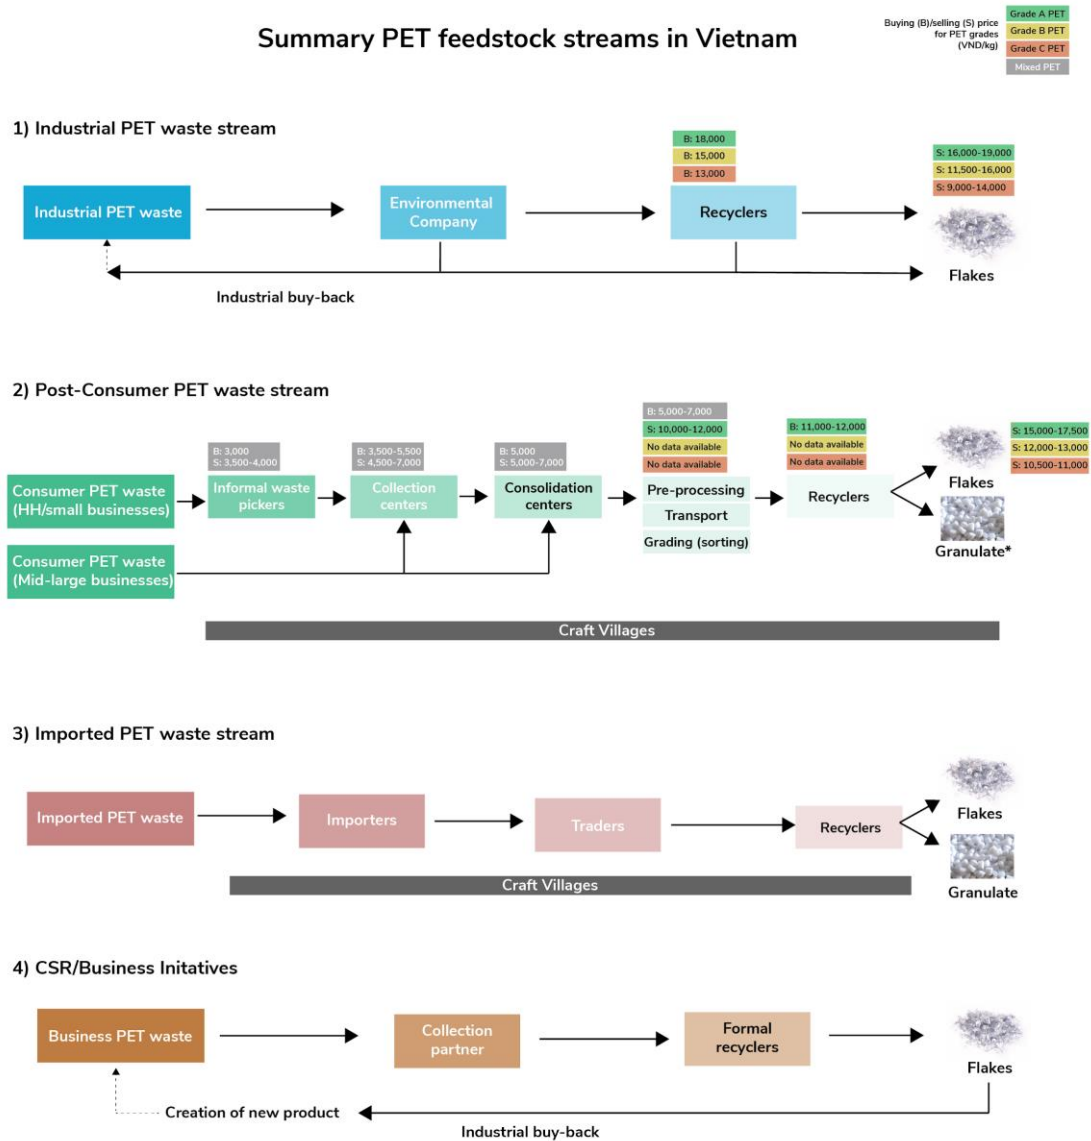 Summary PET feedstock streams in Vietnam
Buying (B)/selling (S) price
for PET grades
(VND/kg)
Grade A PET
Grade B PET
Grade C PET
Mixed PET
1) Industrial PET waste stream
B: 18,000
B: 15,000
B: 13,000
S: 16,000-19,000
S: 11,500-16,000
S: 9,000-14,000
Industrial PET waste
Environmental
Company
Recyclers
Flakes
Industrial buy-back
2) Post-Consumer PET waste stream
B: 3,000
S: 3,500-4,000
B: 3,500-5,500
S: 4,500-7,000
B: 5,000
S: 5,000-7,000
B: 5,000-7,000
S: 10,000-12,000
No data available
No data available
B: 11,000-12,000
No data available
No data available
S: 15,000-17,500
S: 12,000-13,000
S: 10,500-11,000
Consumer PET waste
(HH/small businesses)
Informal waste
pickers
Collection
centers
Consolidation
centers
Pre-processing
Transport
Grading (sorting)
Recyclers
Flakes
Granulate*
Consumer PET waste
(Mid-large businesses)
Craft Villages
3) Imported PET waste stream
Imported PET waste
Importers
Traders
Recyclers
Flakes
Granulate
Craft Villages
4) CSR/Business Initatives
Business PET waste
Collection
partner
Formal
recyclers
Flakes
Creation of new product
Industrial buy-back